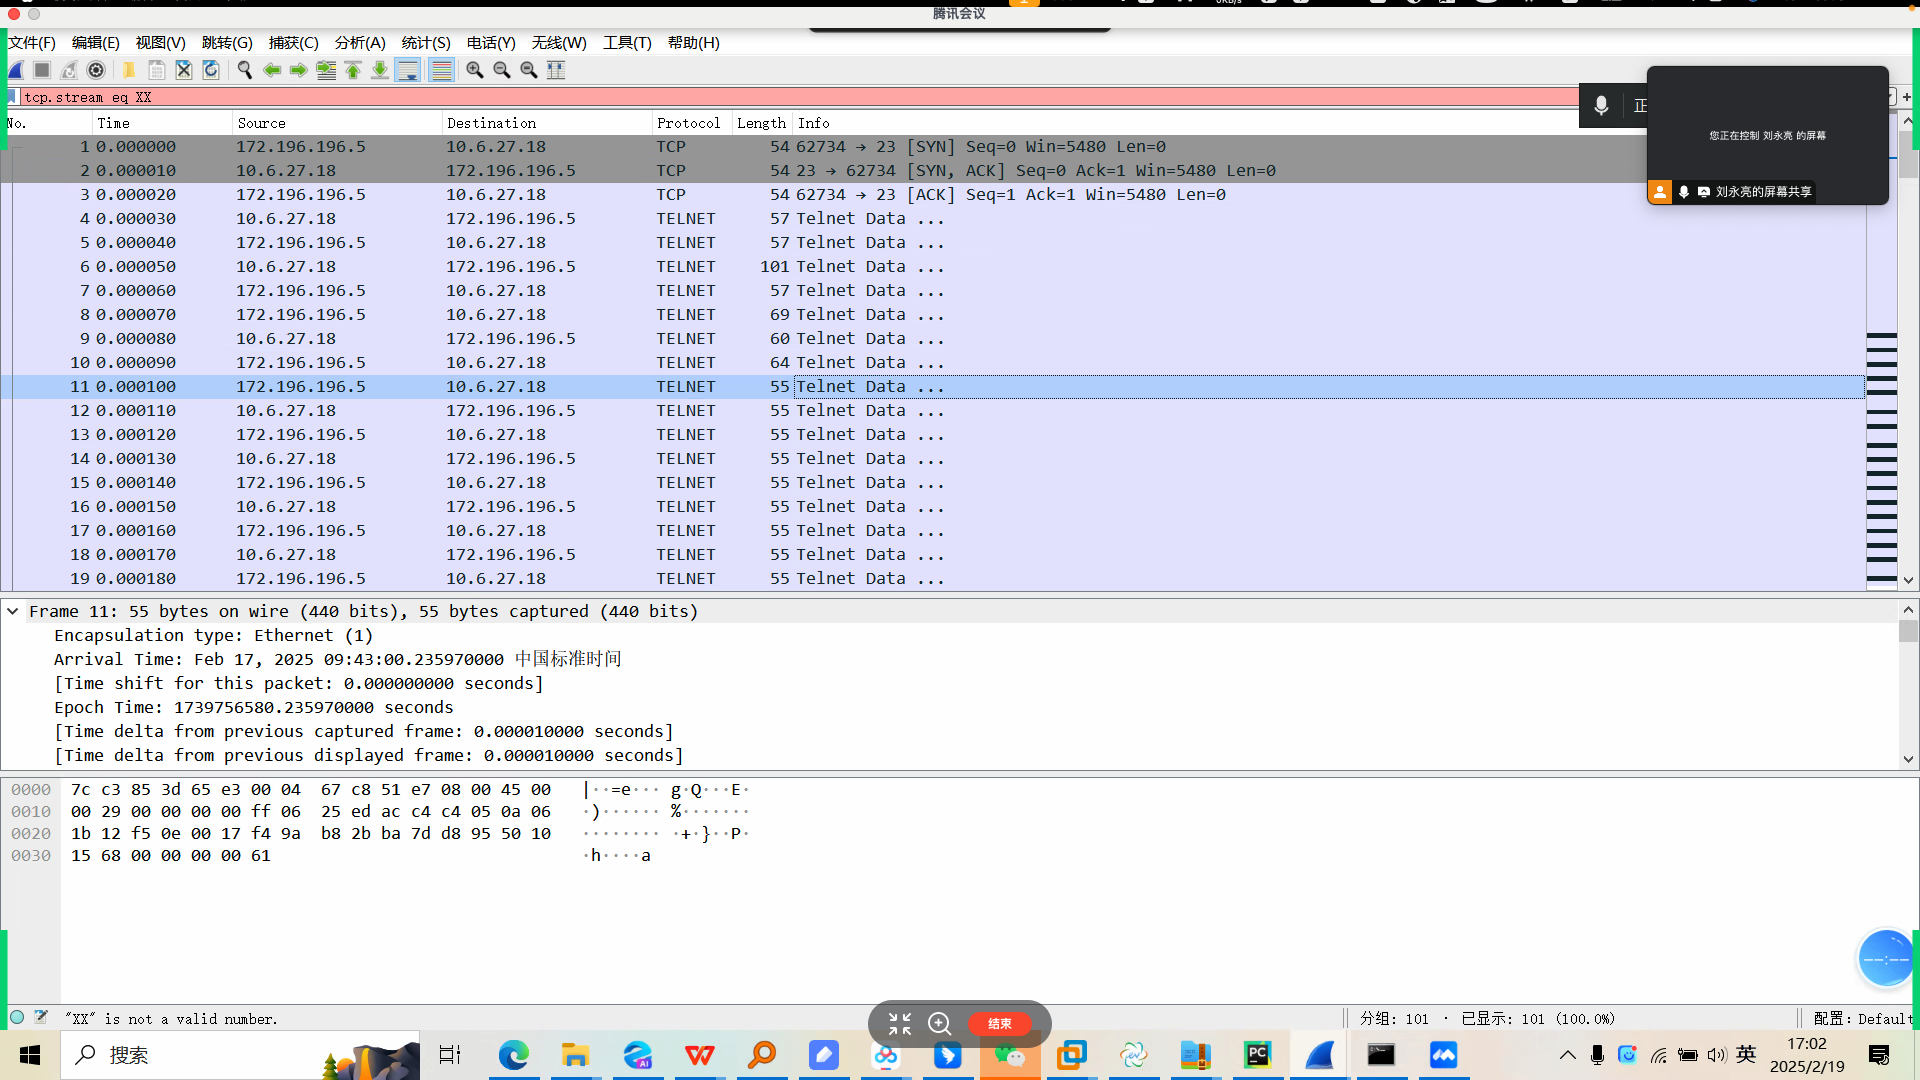 腾讯会议
文件(F) 编辑(E) 视图(V) 跳转(G) 捕获(C) 分析(A) 统计(S) 电话(Y) 无线(W) 工具(T) 帮助(H)
tcp.stream eq XX
正
您正在控制 刘永亮 的屏幕
刘永亮的屏幕共享
No. Time Source Destination Protocol Length Info
1 0.000000 172.196.196.5 10.6.27.18 TCP 54 62734 → 23 [SYN] Seq=0 Win=5480 Len=0
2 0.000010 10.6.27.18 172.196.196.5 TCP 54 23 → 62734 [SYN, ACK] Seq=0 Ack=1 Win=5480 Len=0
3 0.000020 172.196.196.5 10.6.27.18 TCP 54 62734 → 23 [ACK] Seq=1 Ack=1 Win=5480 Len=0
4 0.000030 10.6.27.18 172.196.196.5 TELNET 57 Telnet Data ...
5 0.000040 172.196.196.5 10.6.27.18 TELNET 57 Telnet Data ...
6 0.000050 10.6.27.18 172.196.196.5 TELNET 101 Telnet Data ...
7 0.000060 172.196.196.5 10.6.27.18 TELNET 57 Telnet Data ...
8 0.000070 172.196.196.5 10.6.27.18 TELNET 69 Telnet Data ...
9 0.000080 10.6.27.18 172.196.196.5 TELNET 60 Telnet Data ...
10 0.000090 172.196.196.5 10.6.27.18 TELNET 64 Telnet Data ...
11 0.000100 172.196.196.5 10.6.27.18 TELNET 55 Telnet Data ...
12 0.000110 10.6.27.18 172.196.196.5 TELNET 55 Telnet Data ...
13 0.000120 172.196.196.5 10.6.27.18 TELNET 55 Telnet Data ...
14 0.000130 10.6.27.18 172.196.196.5 TELNET 55 Telnet Data ...
15 0.000140 172.196.196.5 10.6.27.18 TELNET 55 Telnet Data ...
16 0.000150 10.6.27.18 172.196.196.5 TELNET 55 Telnet Data ...
17 0.000160 172.196.196.5 10.6.27.18 TELNET 55 Telnet Data ...
18 0.000170 10.6.27.18 172.196.196.5 TELNET 55 Telnet Data ...
19 0.000180 172.196.196.5 10.6.27.18 TELNET 55 Telnet Data ...
Frame 11: 55 bytes on wire (440 bits), 55 bytes captured (440 bits)
Encapsulation type: Ethernet (1)
Arrival Time: Feb 17, 2025 09:43:00.235970000 中国标准时间
[Time shift for this packet: 0.000000000 seconds]
Epoch Time: 1739756580.235970000 seconds
[Time delta from previous captured frame: 0.000010000 seconds]
[Time delta from previous displayed frame: 0.000010000 seconds]
0000 7c c3 85 3d 65 e3 00 04 67 c8 51 e7 08 00 45 00 |··=e··· g·Q···E·
0010 00 29 00 00 00 00 ff 06 25 ed ac c4 c4 05 0a 06 ·)······ %·······
0020 1b 12 f5 0e 00 17 f4 9a b8 2b ba 7d d8 95 50 10 ········ ·+·}··P·
0030 15 68 00 00 00 00 61 ·h····a
"XX" is not a valid number.
分组: 101 · 已显示: 101 (100.0%)
配置: Default
结束
搜索
英
17:02
2025/2/19